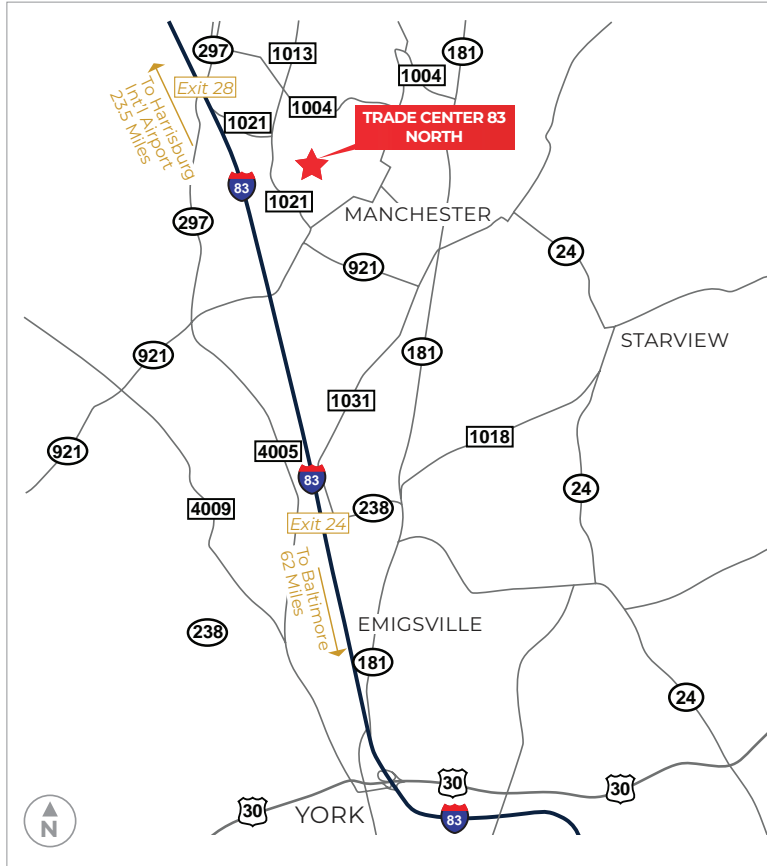 297
1013
181
1004
Exit 28
1004
1021
To Harrisburg
Int'l Airport
23.5 Miles
TRADE CENTER 83
NORTH
83
1021
MANCHESTER
297
24
921
STARVIEW
921
181
1031
1018
921
4005
83
24
4009
238
Exit 24
To Baltimore
62 Miles
EMIGSVILLE
238
181
24
30
30
30
YORK
83
N